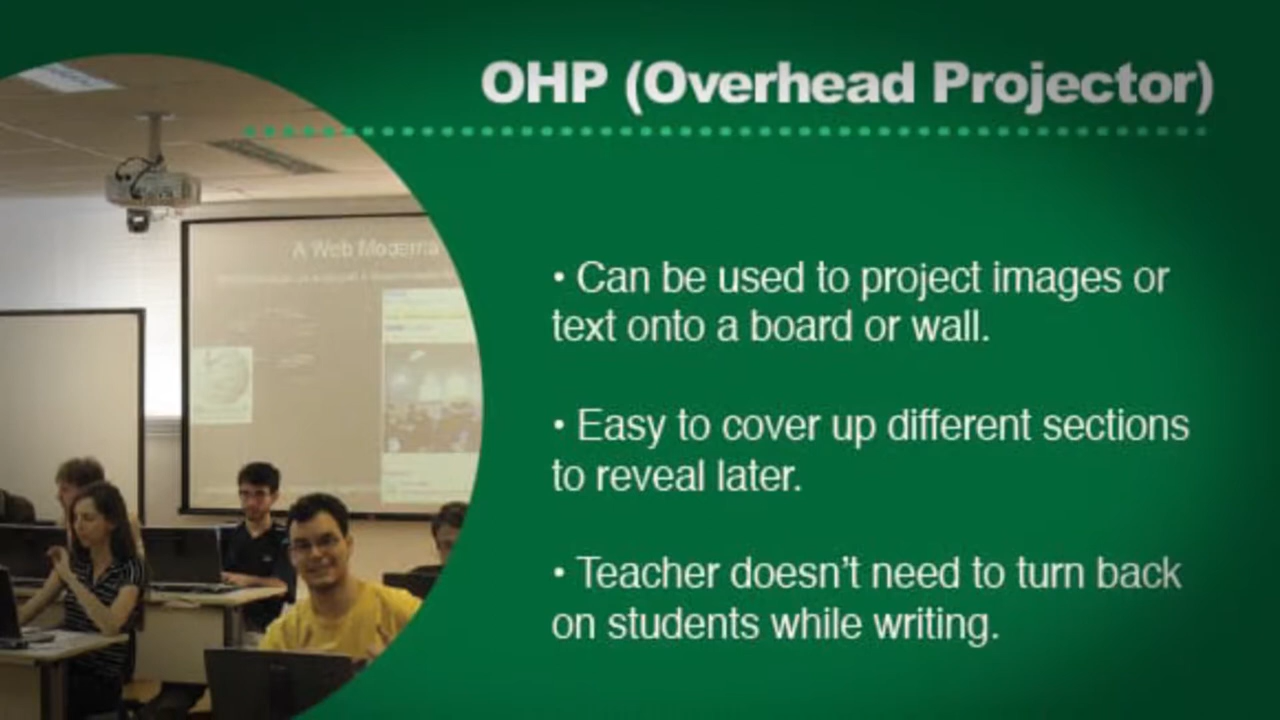 OHP (Overhead Projector)
A Web Moderna
• Can be used to project images or
text onto a board or wall.
• Easy to cover up different sections
to reveal later.
• Teacher doesn't need to turn back
on students while writing.